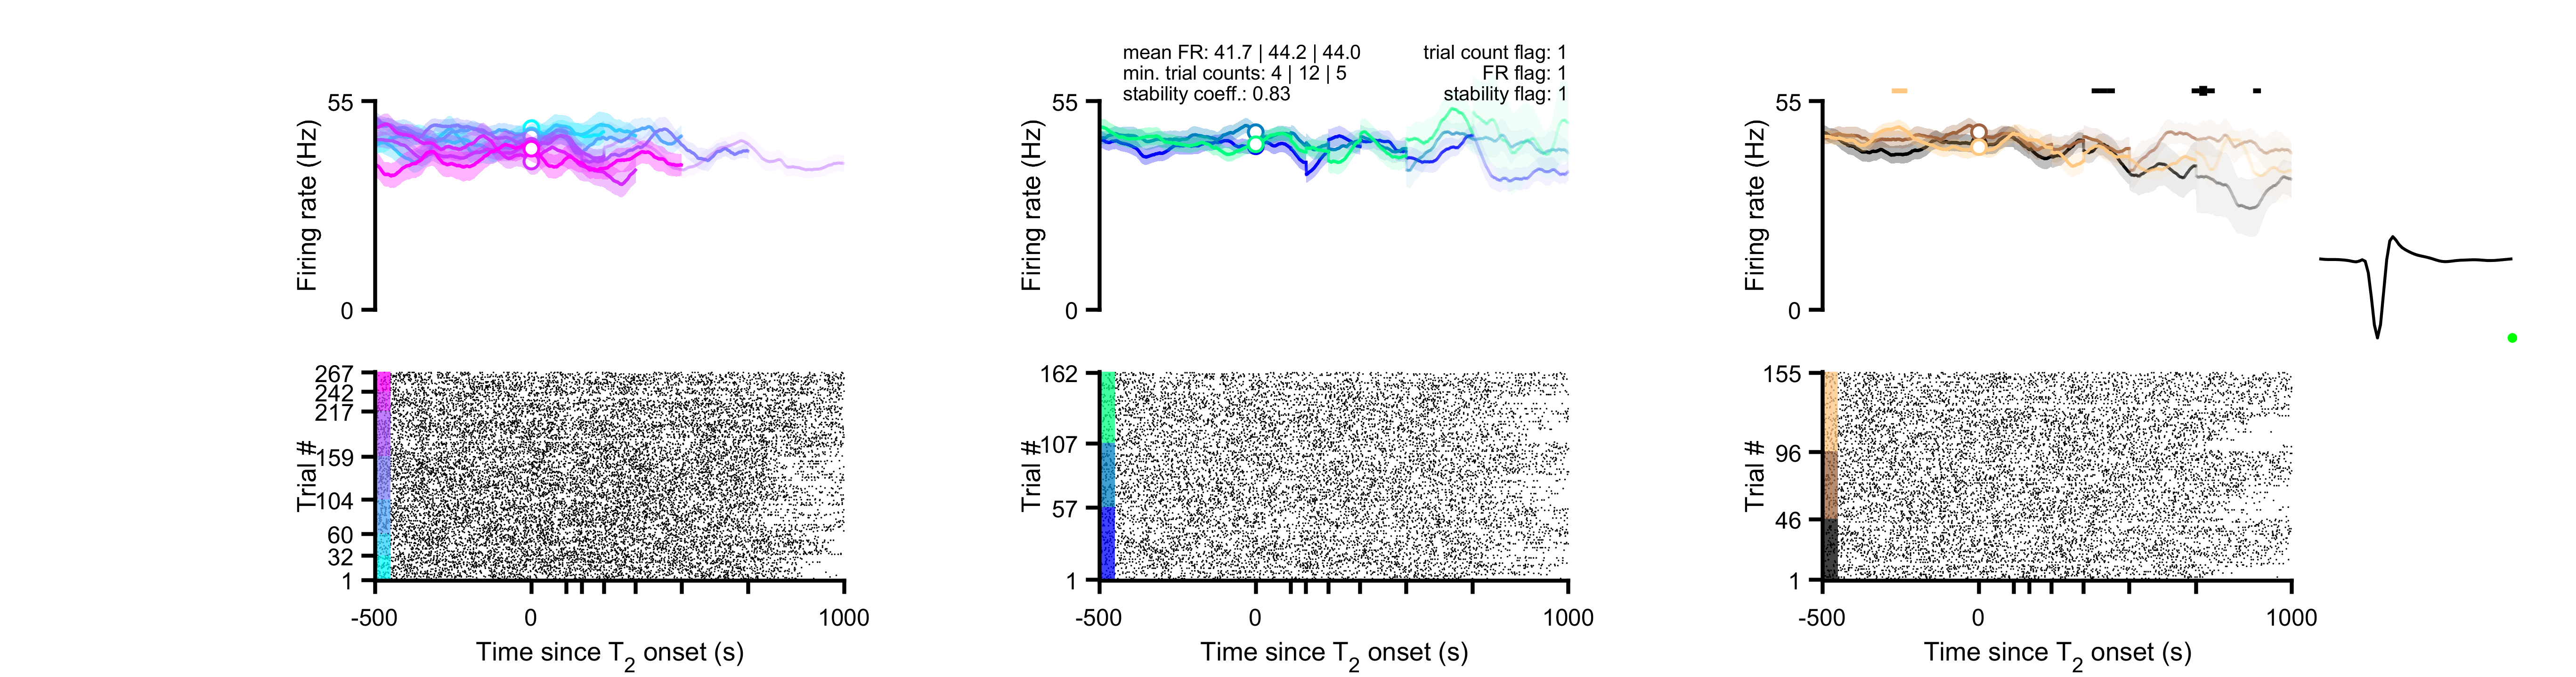 mean FR: 41.7 | 44.2 | 44.0
min. trial counts: 4 | 12 | 5
stability coeff.: 0.83
trial count flag: 1
FR flag: 1
stability flag: 1
55
Firing rate (Hz)
0
267
242
217
159
104
60
32
1
Trial #
-500
0
1000
Time since T2 onset (s)
55
Firing rate (Hz)
0
162
107
57
1
Trial #
-500
0
1000
Time since T2 onset (s)
55
Firing rate (Hz)
0
155
96
46
1
Trial #
-500
0
1000
Time since T2 onset (s)